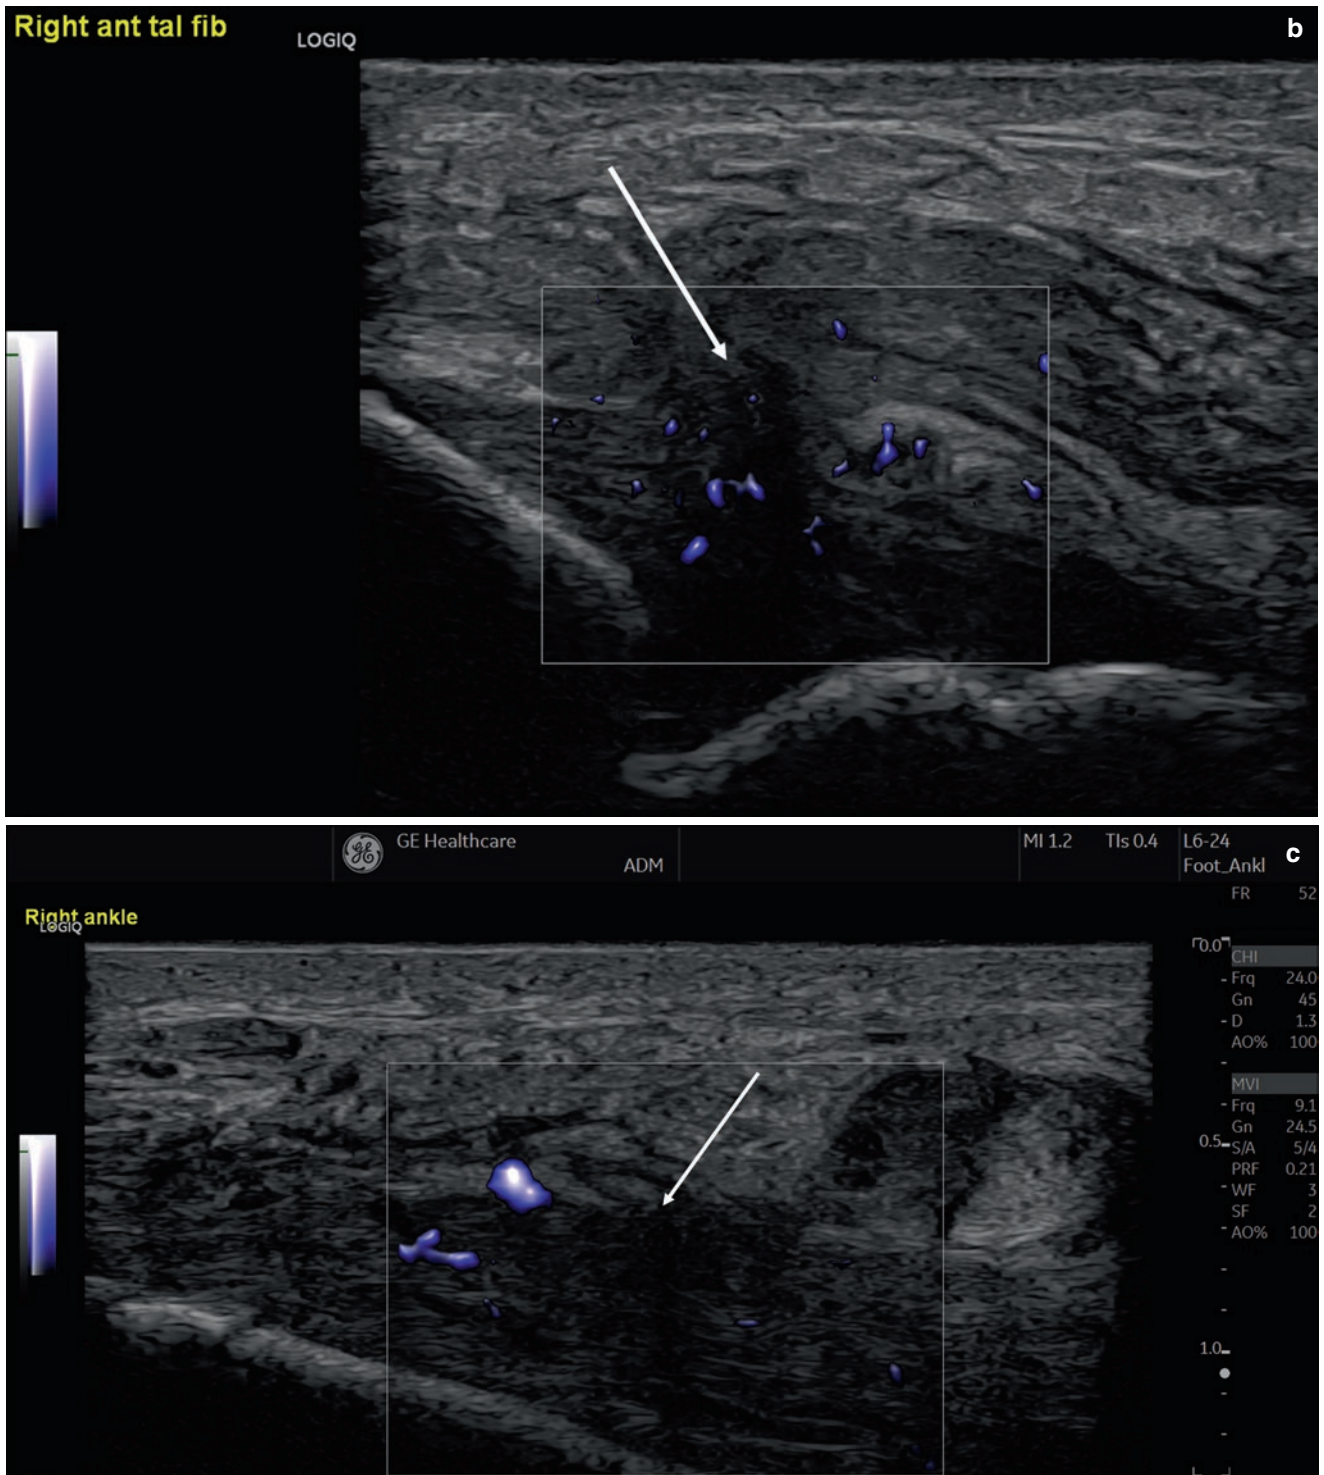 Right ant tal fib
LOGIQ
b
GE Healthcare
ADM
MI 1.2 TIs 0.4
L6-24
Foot_Ankl
c
FR 52
Right ankle
LOGIQ
0.0
CHI
Frq 24.0
Gn 45
D 1.3
AO% 100
MVI
Frq 9.1
Gn 24.5
0.5
S/A 5/4
PRF 0.21
WF 3
SF 2
AO% 100
1.0